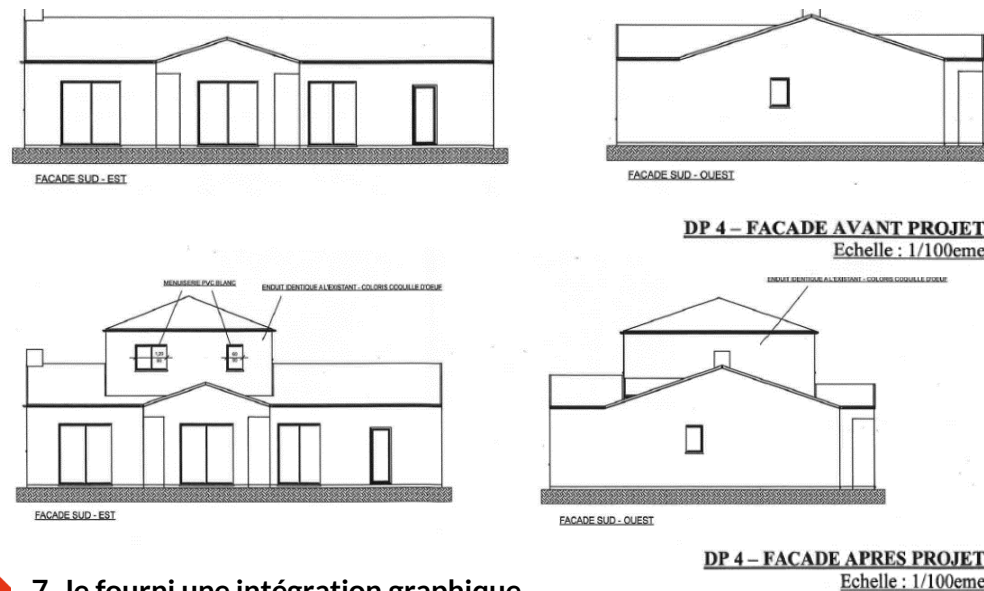 FACADE SUD - EST
FACADE SUD - OUEST
DP 4 – FACADE AVANT PROJET
Echelle : 1/100eme
MENUISERIE PVC BLANC
ENDUIT IDENTIQUE A L'EXISTANT - COLORIS COQUILLE D'OEUF
ENDUIT IDENTIQUE A L'EXISTANT - COLORIS COQUILLE D'OEUF
FACADE SUD - EST
FACADE SUD - OUEST
DP 4 – FACADE APRES PROJET
Echelle : 1/100eme
7. Je fourni une intégration graphique